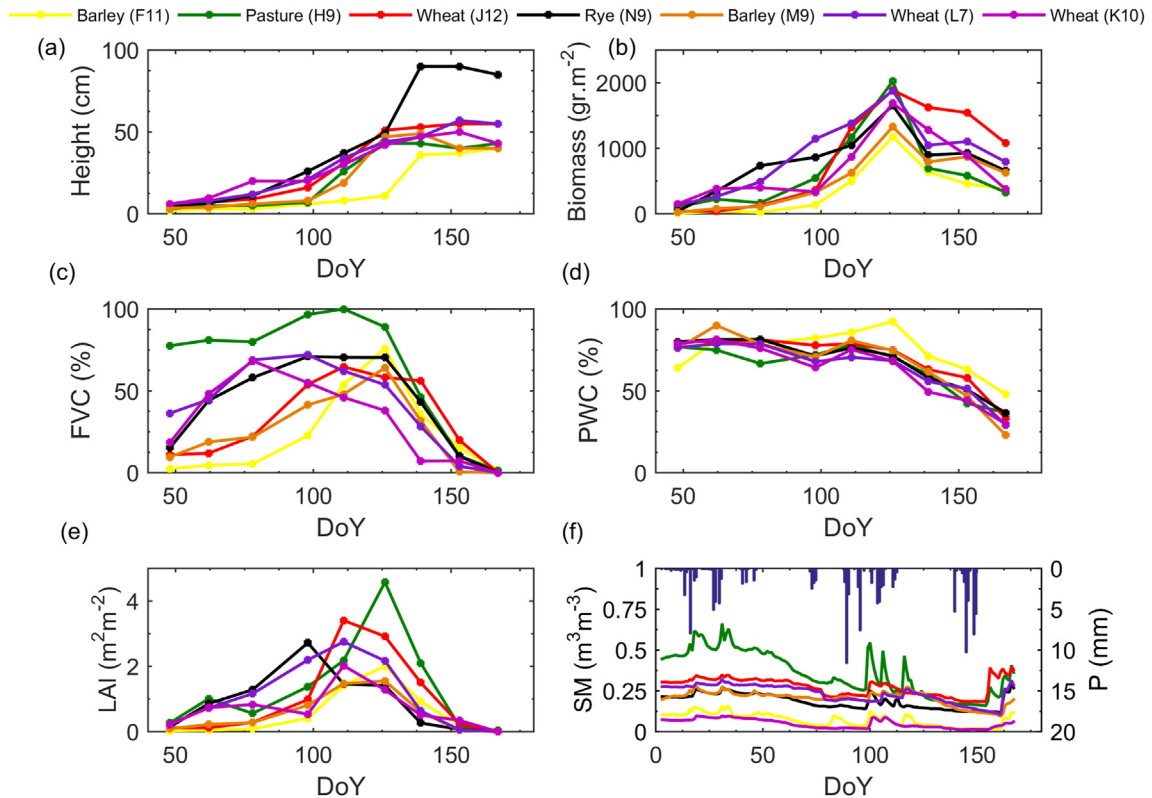 Barley (F11) Pasture (H9) Wheat (J12) Rye (N9) Barley (M9) Wheat (L7) Wheat (K10)
(a)
Height (cm)
100
50
0
50 100 150
DoY
(b)
Biomass (gr.m-2)
2000
1000
0
50 100 150
DoY
(c)
FVC (%)
100
50
0
50 100 150
DoY
(d)
PWC (%)
100
50
0
50 100 150
DoY
(e)
LAI (m2m-2)
4
2
0
50 100 150
DoY
(f)
SM (m3m-3)
1
0.75
0.5
0.25
0
0 50 100 150
DoY
0
5
10
15
20
P (mm)